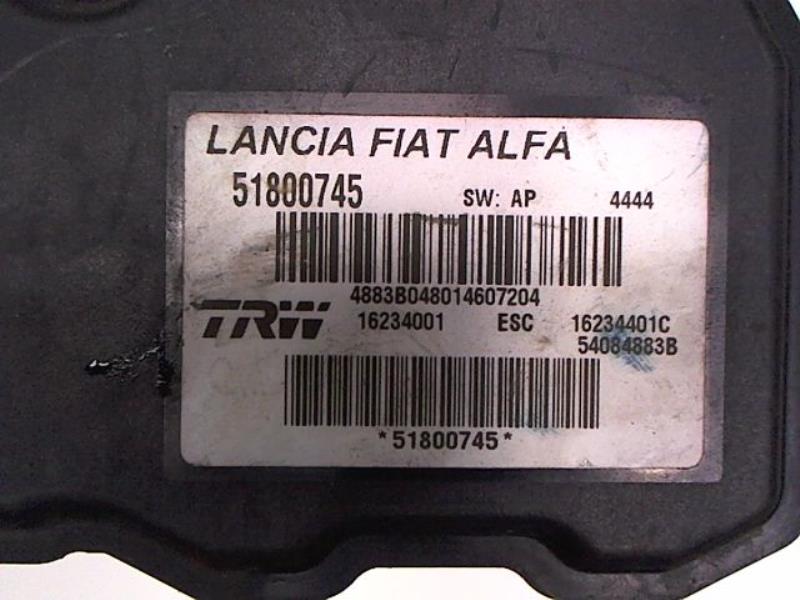 LANCIA FIAT ALFA
51800745 SW: AP 4444
4883B048014607204
TRW 16234001 ESC 16234401C
54084883B
*51800745*